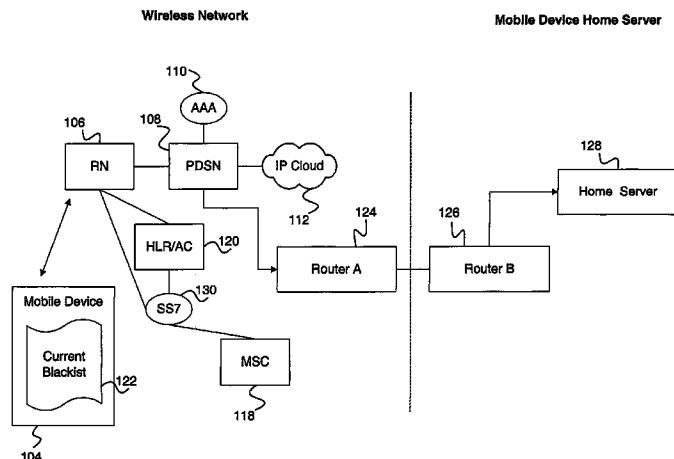 Wireless Network
Mobile Device Home Server
110
AAA
106
108
RN
PDSN
IP Cloud
112
128
Home Server
124
126
HLR/AC
120
Router A
Router B
130
SS7
Mobile Device
Current
Blackist
122
MSC
118
104